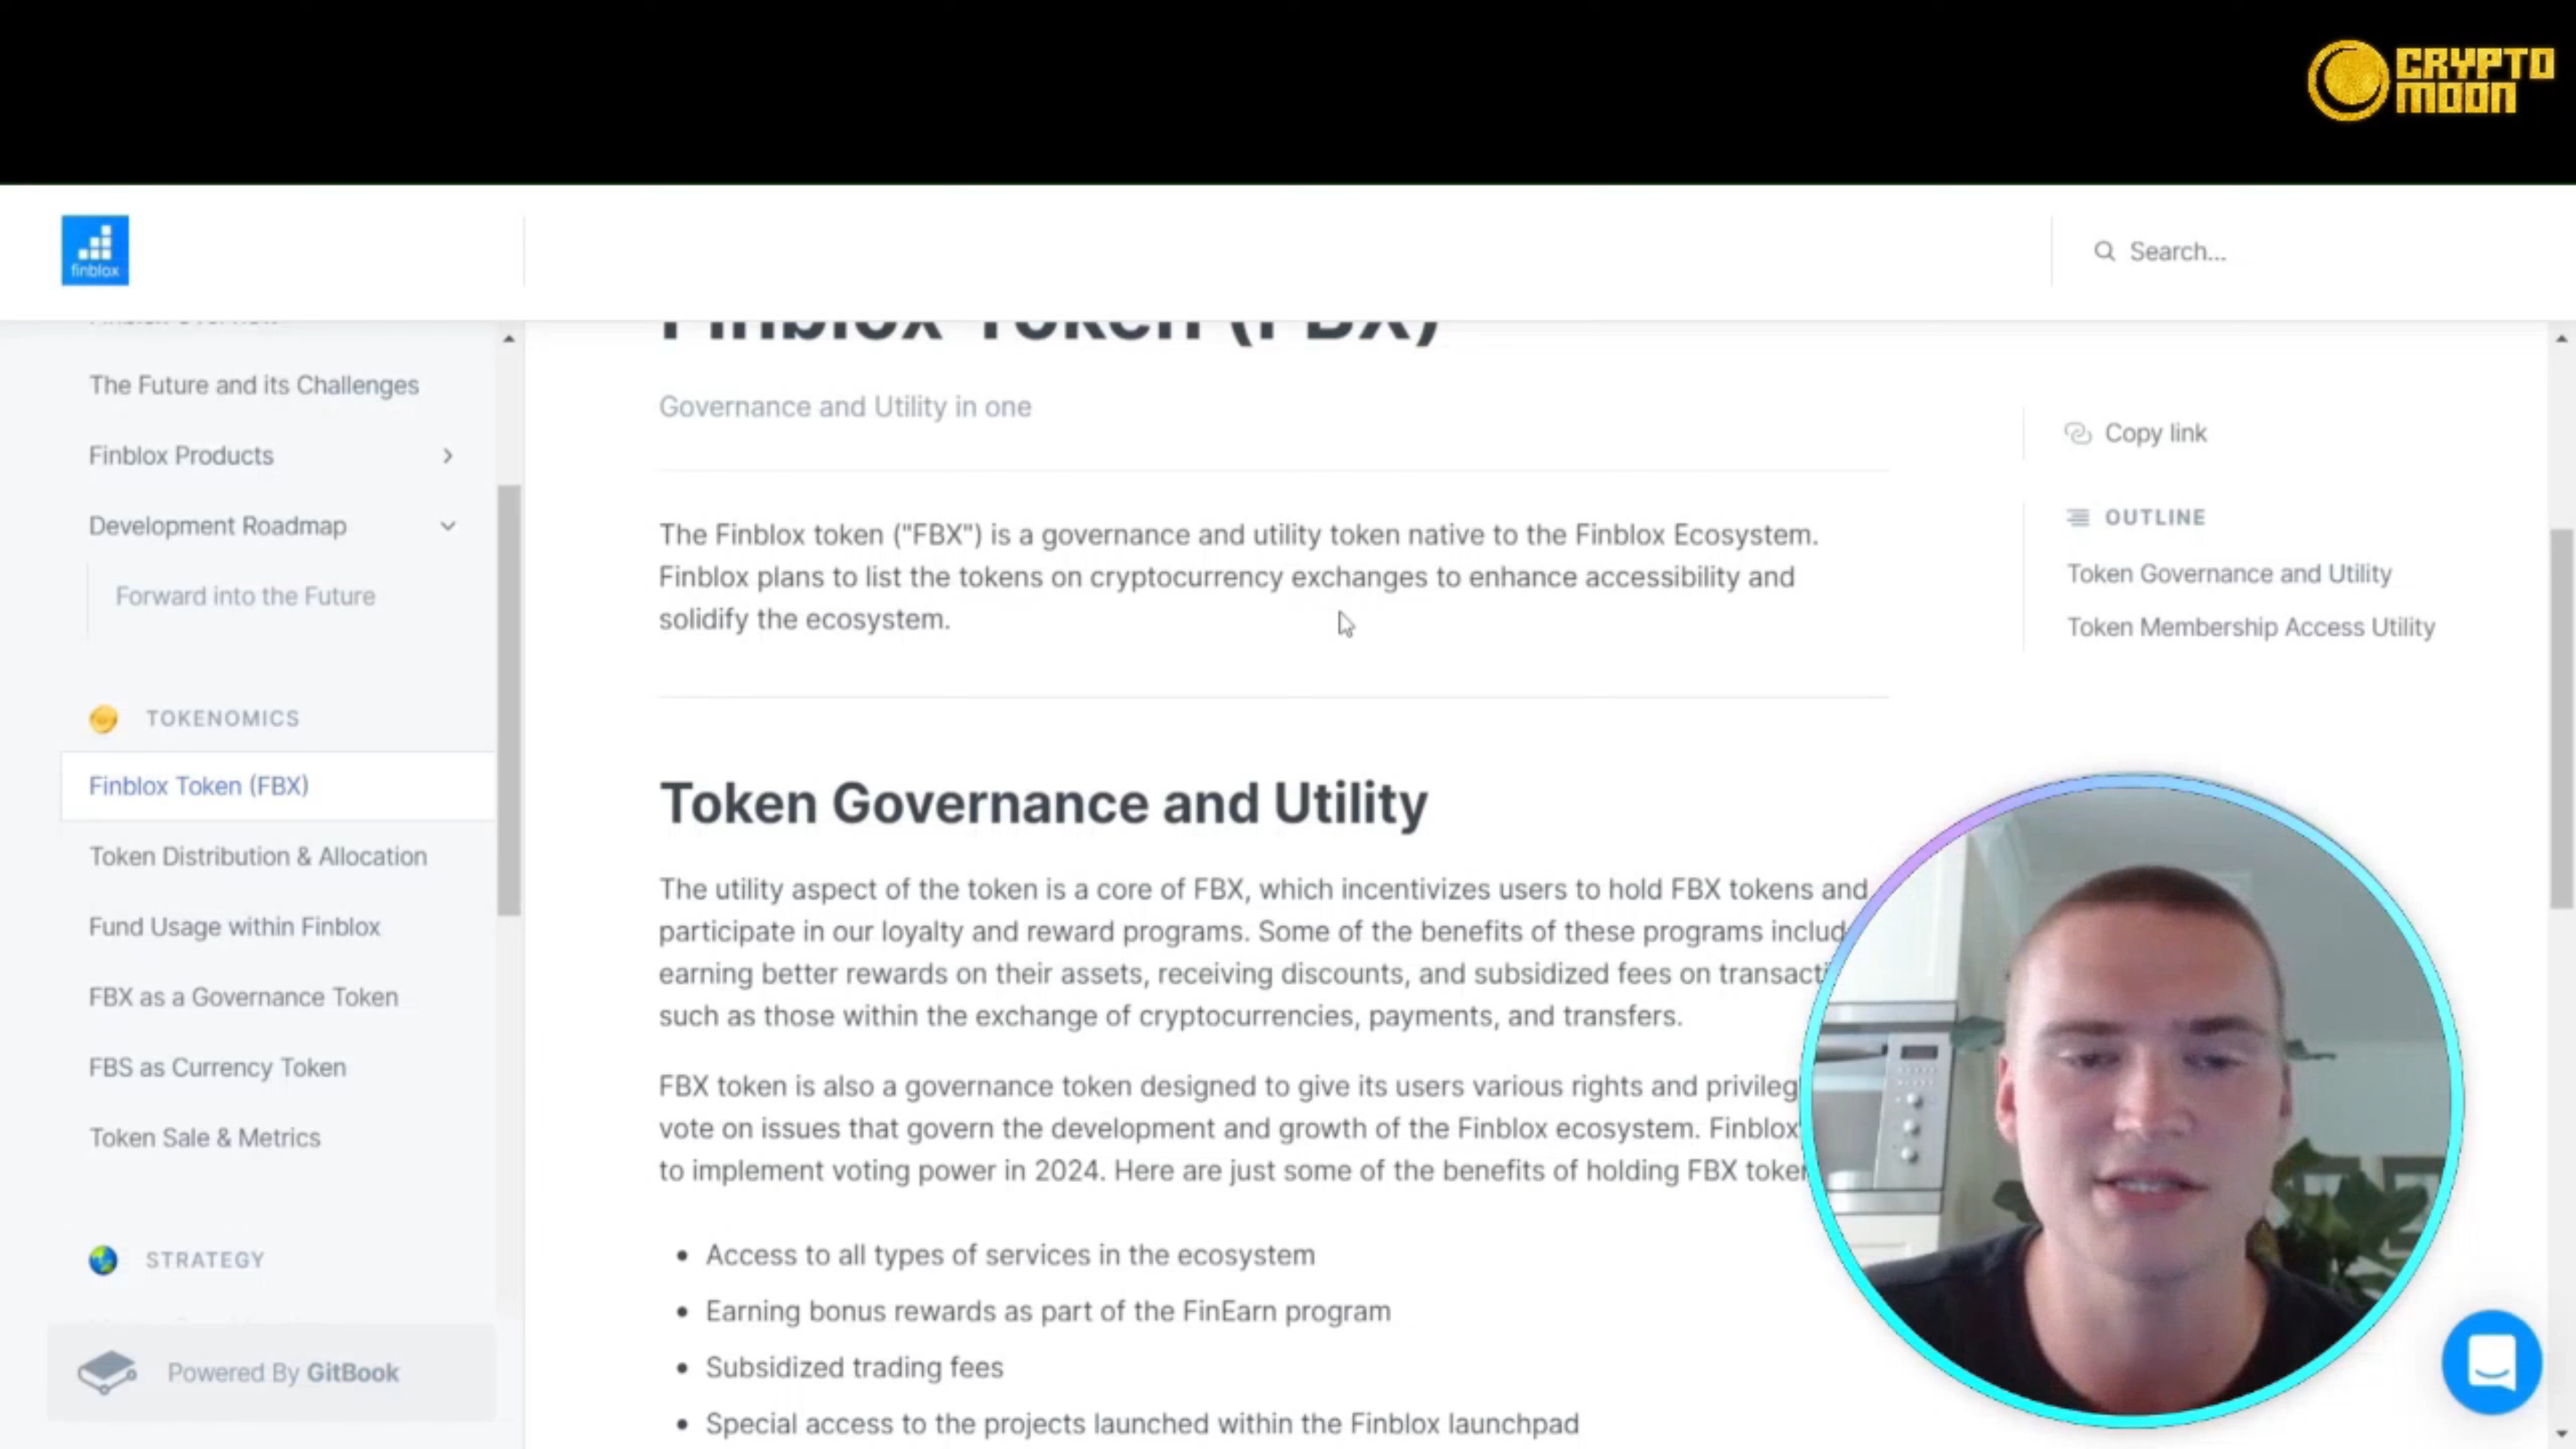 CRYPTO
MOON
finblox
Search...
Finblox Token (FBX)
The Future and its Challenges
Governance and Utility in one
Copy link
Finblox Products
The Finblox token ("FBX") is a governance and utility token native to the Finblox Ecosystem.
Finblox plans to list the tokens on cryptocurrency exchanges to enhance accessibility and
solidify the ecosystem.
OUTLINE
Token Governance and Utility
Token Membership Access Utility
Development Roadmap
Forward into the Future
TOKENOMICS
Finblox Token (FBX)
Token Distribution & Allocation
Fund Usage within Finblox
FBX as a Governance Token
FBS as Currency Token
Token Sale & Metrics
STRATEGY
Powered By GitBook
Token Governance and Utility
The utility aspect of the token is a core of FBX, which incentivizes users to hold FBX tokens and
participate in our loyalty and reward programs. Some of the benefits of these programs includ
earning better rewards on their assets, receiving discounts, and subsidized fees on transacti
such as those within the exchange of cryptocurrencies, payments, and transfers.
FBX token is also a governance token designed to give its users various rights and privileg
vote on issues that govern the development and growth of the Finblox ecosystem. Finblox
to implement voting power in 2024. Here are just some of the benefits of holding FBX token
• Access to all types of services in the ecosystem
• Earning bonus rewards as part of the FinEarn program
• Subsidized trading fees
• Special access to the projects launched within the Finblox launchpad